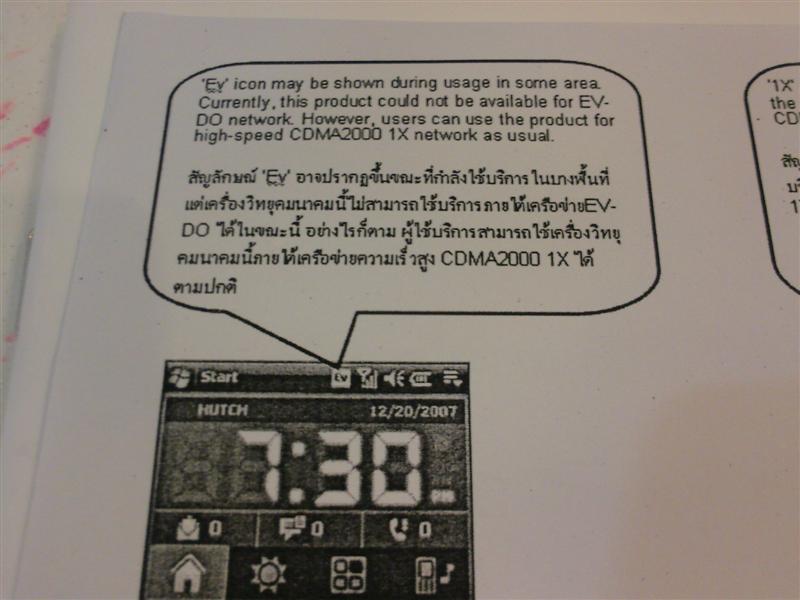 'Ev' icon may be shown during usage in some area.
Currently, this product could not be available for EV-
DO network. However, users can use the product for
high-speed CDMA2000 1X network as usual.
สัญลักษณ์ 'Ev' อาจปรากฏขึ้นขณะที่กำลังใช้บริการในบางพื้นที่
แต่เครื่องวิทยุคมนาคมนี้ไม่สามารถใช้บริการภายใต้เครือข่ายEV-
DO ได้ในขณะนี้ อย่างไรก็ตาม ผู้ใช้บริการสามารถใช้เครื่องวิทยุ
คมนาคมนี้ภายใต้เครือข่ายความเร็วสูง CDMA2000 1X ได้
ตามปกติ
Start Ev
HUTCH 12/20/2007
7:30 PM
0 0 0
'1X'
the